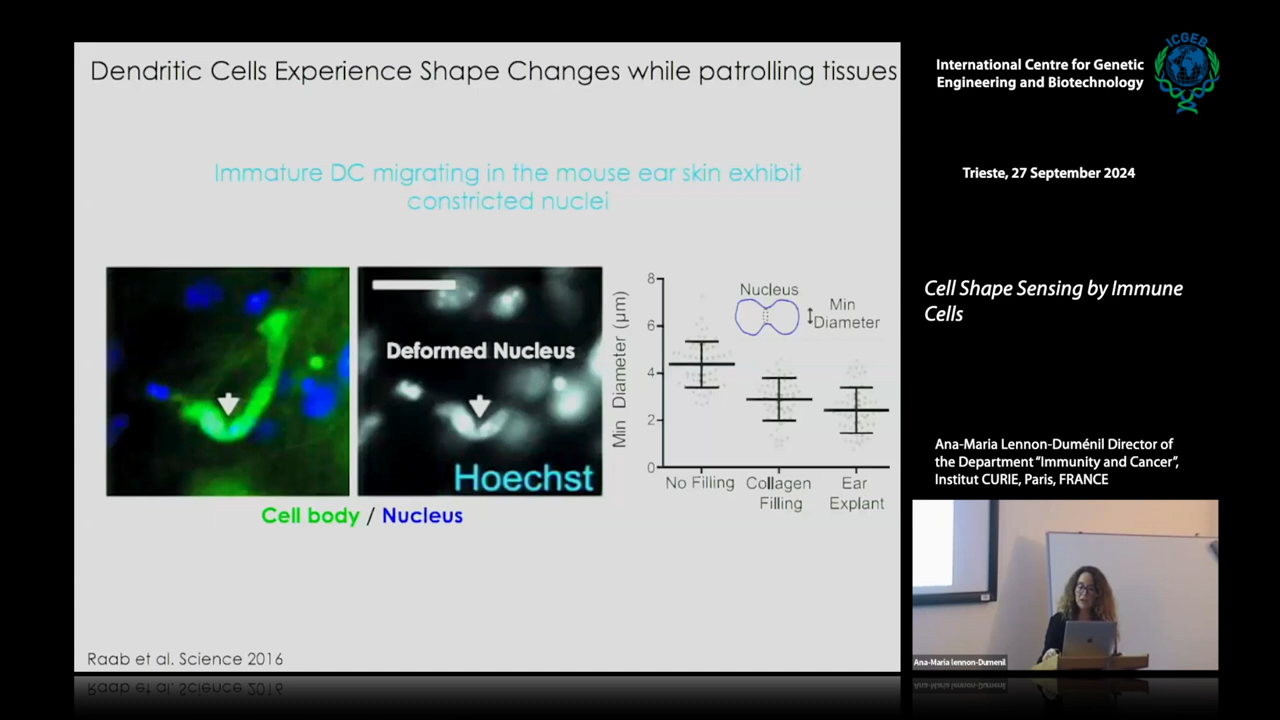 Dendritic Cells Experience Shape Changes while patrolling tissues
Immature DC migrating in the mouse ear skin exhibit
constricted nuclei
Deformed Nucleus
Hoechst
Cell body / Nucleus
Min Diameter (μm)
8
6
4
2
0
Nucleus
Min
Diameter
No Filling
Collagen
Filling
Ear
Explant
Raab et al. Science 2016
International Centre for Genetic
Engineering and Biotechnology
ICGEB
Trieste, 27 September 2024
Cell Shape Sensing by Immune
Cells
Ana-Maria Lennon-Duménil Director of
the Department “Immunity and Cancer”,
Institut CURIE, Paris, FRANCE
Ana-Maria lennon-Dumenil